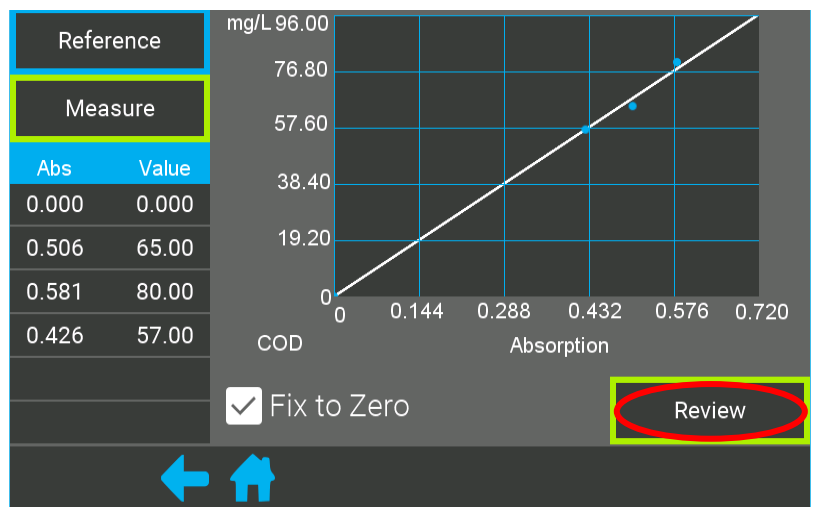 Reference
Measure
Abs Value
0.000 0.000
0.506 65.00
0.581 80.00
0.426 57.00
mg/L 96.00
76.80
57.60
38.40
19.20
0
0 0.144 0.288 0.432 0.576 0.720
COD Absorption
Fix to Zero
Review